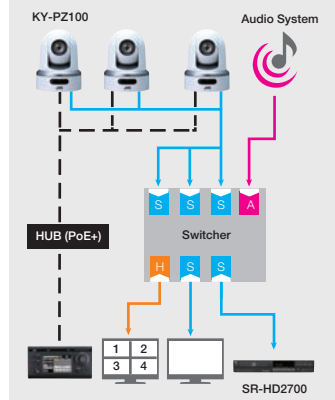 KY-PZ100
Audio System
S S S A
HUB (PoE+)
Switcher
H S S
1 2
3 4
SR-HD2700